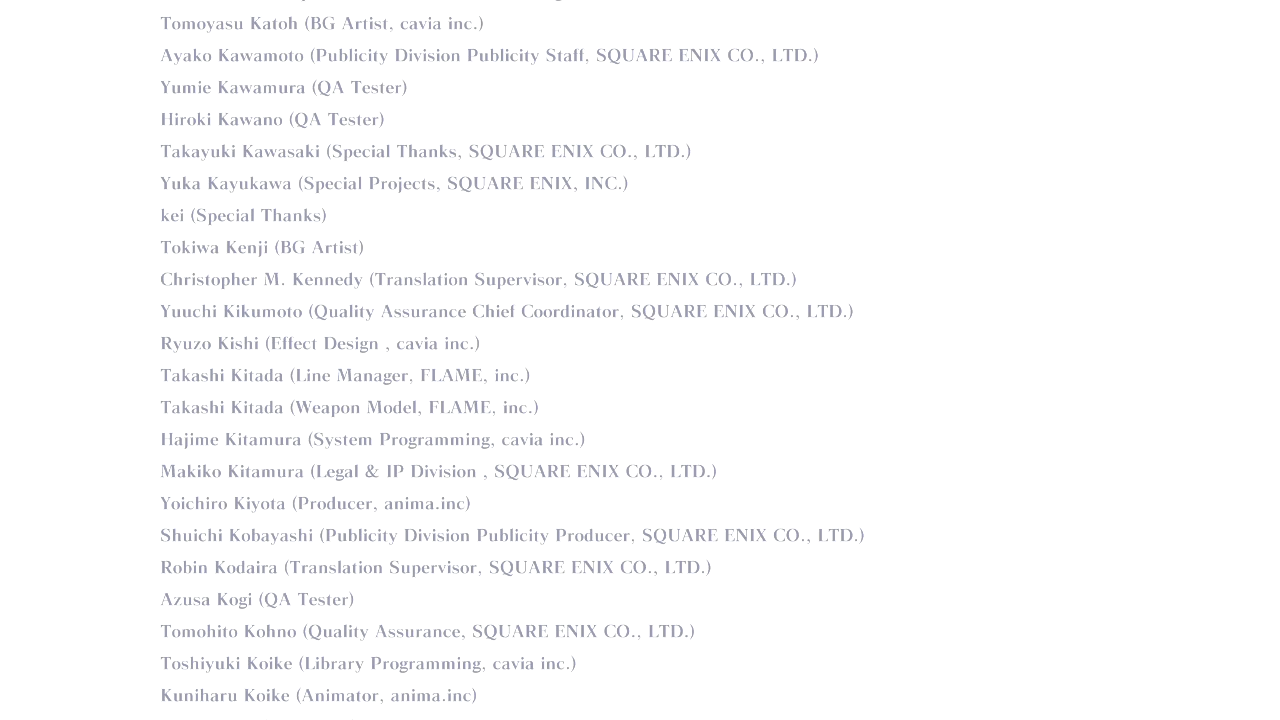 Tomoyasu Katoh (BG Artist, cavia inc.)
Ayako Kawamoto (Publicity Division Publicity Staff, SQUARE ENIX CO., LTD.)
Yumie Kawamura (QA Tester)
Hiroki Kawano (QA Tester)
Takayuki Kawasaki (Special Thanks, SQUARE ENIX CO., LTD.)
Yuka Kayukawa (Special Projects, SQUARE ENIX, INC.)
kei (Special Thanks)
Tokiwa Kenji (BG Artist)
Christopher M. Kennedy (Translation Supervisor, SQUARE ENIX CO., LTD.)
Yuuchi Kikumoto (Quality Assurance Chief Coordinator, SQUARE ENIX CO., LTD.)
Ryuzo Kishi (Effect Design , cavia inc.)
Takashi Kitada (Line Manager, FLAME, inc.)
Takashi Kitada (Weapon Model, FLAME, inc.)
Hajime Kitamura (System Programming, cavia inc.)
Makiko Kitamura (Legal & IP Division , SQUARE ENIX CO., LTD.)
Yoichiro Kiyota (Producer, anima.inc)
Shuichi Kobayashi (Publicity Division Publicity Producer, SQUARE ENIX CO., LTD.)
Robin Kodaira (Translation Supervisor, SQUARE ENIX CO., LTD.)
Azusa Kogi (QA Tester)
Tomohito Kohno (Quality Assurance, SQUARE ENIX CO., LTD.)
Toshiyuki Koike (Library Programming, cavia inc.)
Kuniharu Koike (Animator, anima.inc)